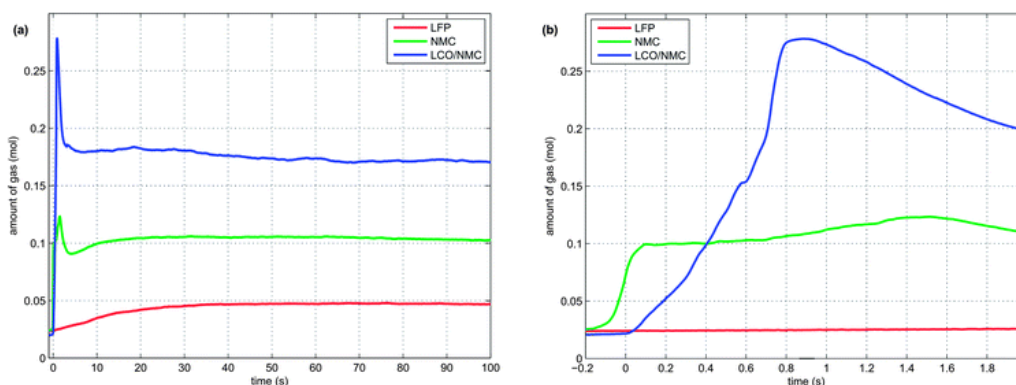 (a)
LFP
NMC
LCO/NMC
amount of gas (mol)
0.25
0.2
0.15
0.1
0.05
0
0 10 20 30 40 50 60 70 80 90 100
time (s)
(b)
LFP
NMC
LCO/NMC
amount of gas (mol)
0.25
0.2
0.15
0.1
0.05
0
−0.2 0 0.2 0.4 0.6 0.8 1 1.2 1.4 1.6 1.8
time (s)